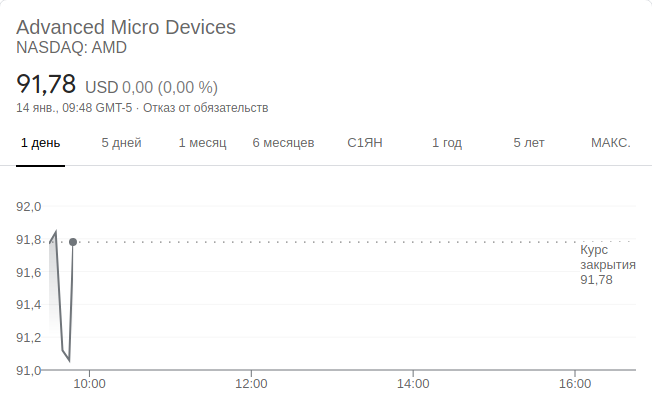 Advanced Micro Devices
NASDAQ: AMD
91,78 USD 0,00 (0,00 %)
14 янв., 09:48 GMT-5 · Отказ от обязательств
1 день 5 дней 1 месяц 6 месяцев С1ЯН 1 год 5 лет МАКС.
92,0
91,8
Курс
закрытия
91,78
91,6
91,4
91,2
91,0
10:00 12:00 14:00 16:00